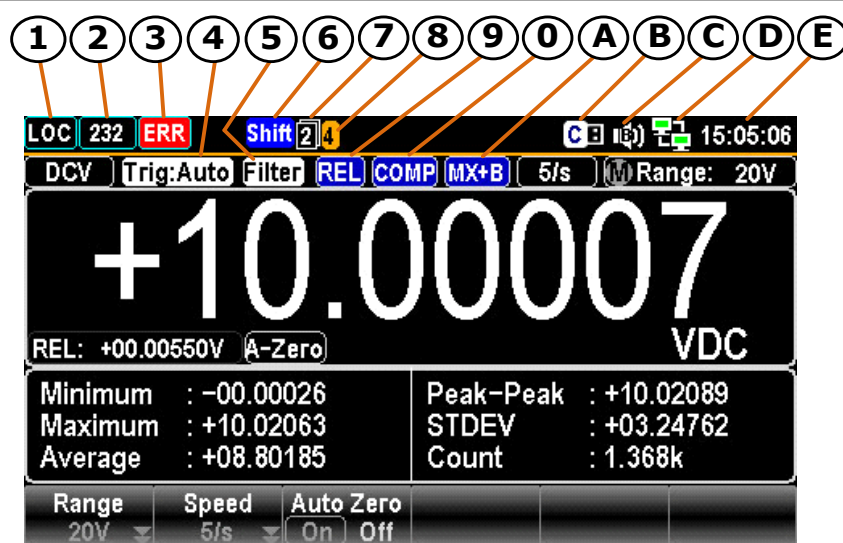 1 2 3 4 5 6 7 8 9 0 A B C D E
LOC 232 ERR Shift 2 4 C 15:05:06
DCV Trig:Auto Filter REL COMP MX+B 5/s M Range: 20V
+10.00007
REL: +00.00550V A-Zero VDC
Minimum : -00.00026 Peak-Peak : +10.02089
Maximum : +10.02063 STDEV : +03.24762
Average : +08.80185 Count : 1.368k
Range Speed Auto Zero
20V 5/s On Off